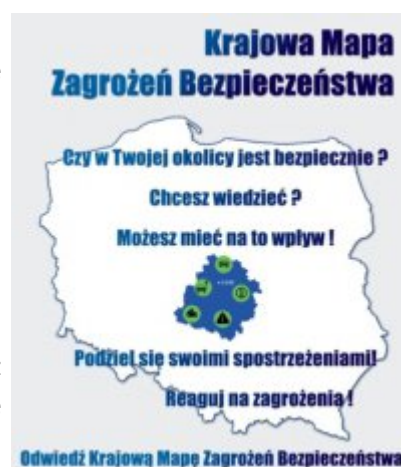 Krajowa Mapa
Zagrożeń Bezpieczeństwa
Czy w Twojej okolicy jest bezpiecznie ?
Chcesz wiedzieć ?
Możesz mieć na to wpływ !
Podziel się swoimi spostrzeżeniami!
Reaguj na zagrożenia !
Odwiedź Krajową Mapę Zagrożeń Bezpieczeństwa